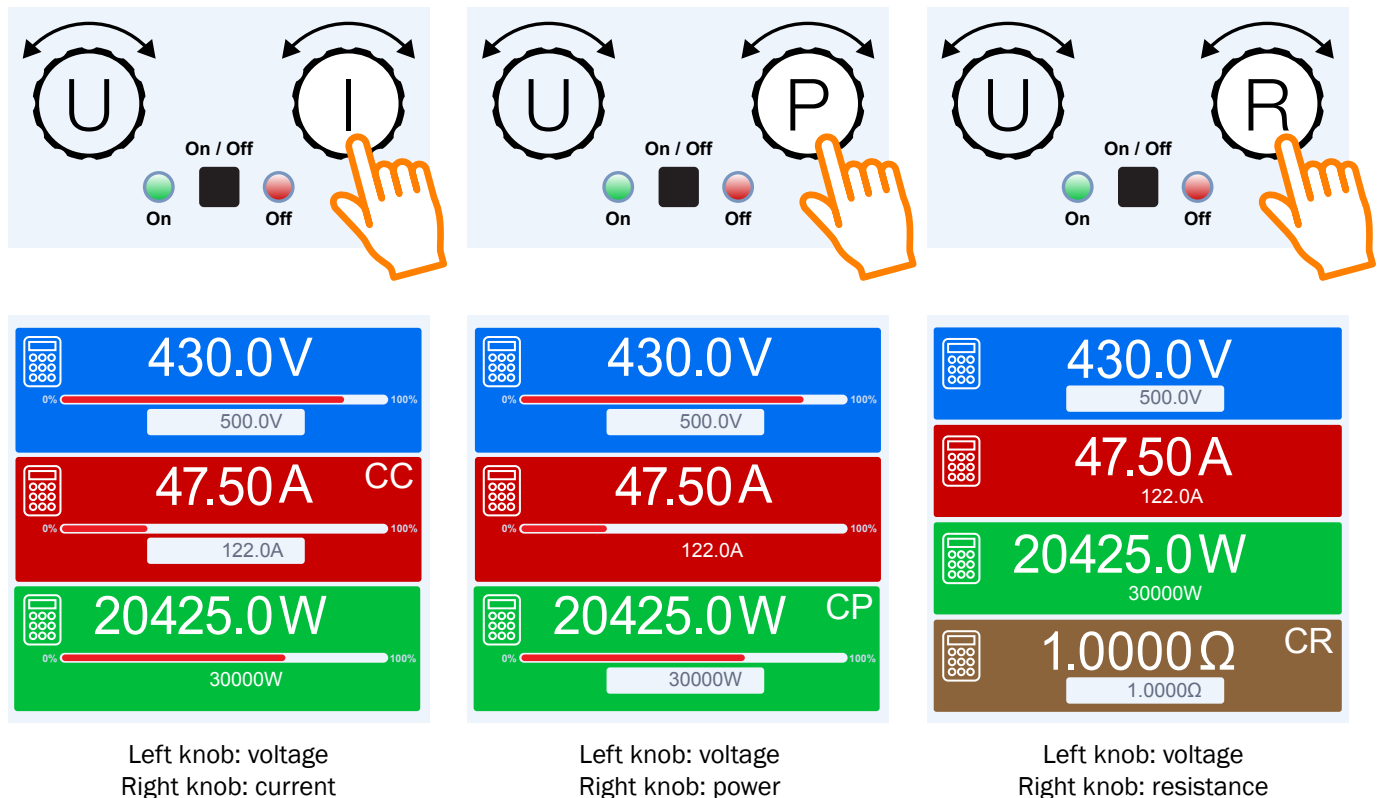 U I
On / Off
On Off
U P
On / Off
On Off
U R
On / Off
On Off
430.0V
0% 100%
500.0V
47.50A CC
0% 100%
122.0A
20425.0W
0% 100%
30000W
430.0V
0% 100%
500.0V
47.50A
0% 100%
122.0A
20425.0W CP
0% 100%
30000W
430.0V
500.0V
47.50A
122.0A
20425.0W
30000W
1.0000Ω CR
1.0000Ω
Left knob: voltage
Right knob: current
Left knob: voltage
Right knob: power
Left knob: voltage
Right knob: resistance